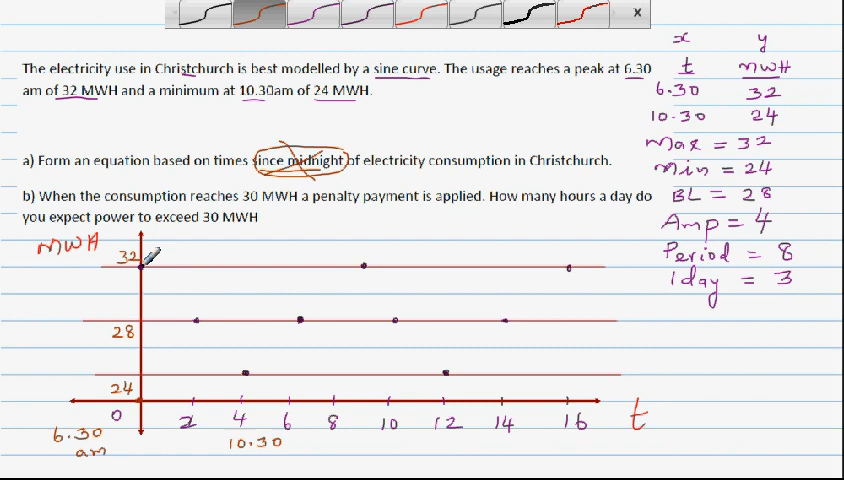 x
The electricity use in Christchurch is best modelled by a sine curve. The usage reaches a peak at 6.30
am of 32 MWH and a minimum at 10.30am of 24 MWH.
a) Form an equation based on times since midnight of electricity consumption in Christchurch.
b) When the consumption reaches 30 MWH a penalty payment is applied. How many hours a day do
you expect power to exceed 30 MWH
x y
t MWH
6.30 32
10.30 24
Max = 32
Min = 24
BL = 28
Amp = 4
Period = 8
1day = 3
MWH
32
28
24
0 2 4 6 8 10 12 14 16 t
6.30
am
10.30